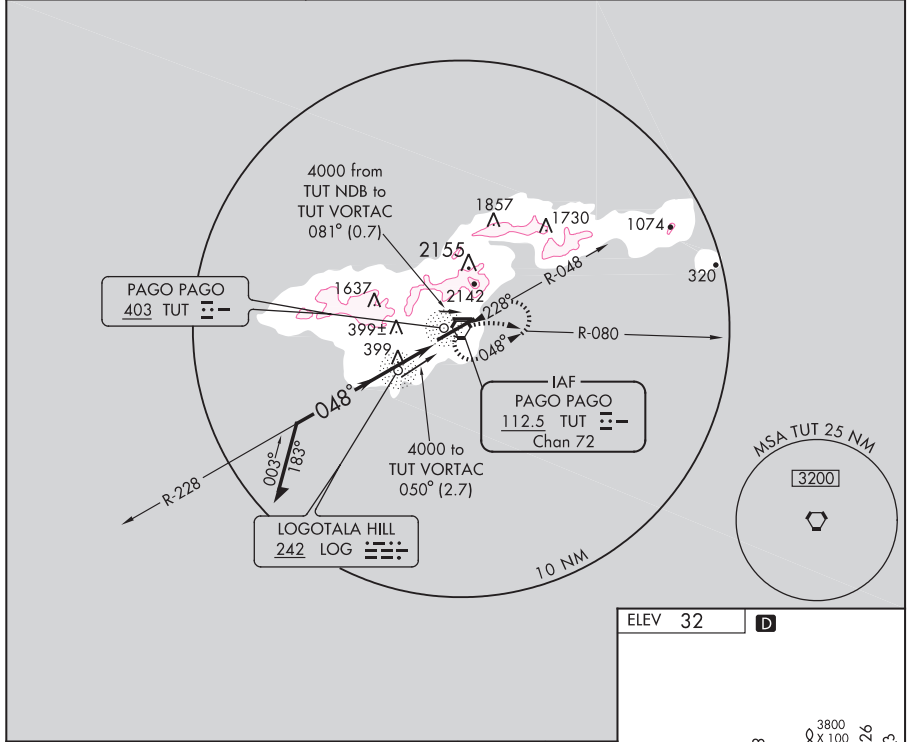 4000 from
TUT NDB to
TUT VORTAC
081° (0.7)
1857
1730
1074
2155
R-048
320
PAGO PAGO
403 TUT
1637
2142
228°
399±
R-080
399
048°
IAF
PAGO PAGO
112.5 TUT
Chan 72
048°
MSA TUT 25 NM
3200
4000 to
TUT VORTAC
050° (2.7)
003°
183°
R-228
LOGOTALA HILL
242 LOG
10 NM
ELEV 32
D
3800
X 100
26